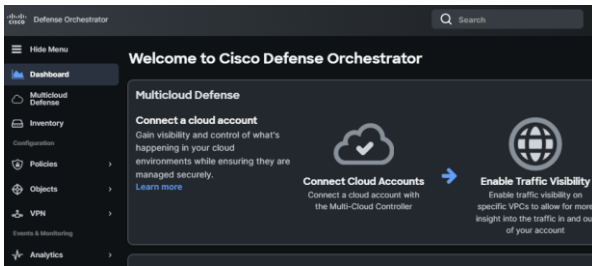 cisco
Defense Orchestrator
Search
Hide Menu
Dashboard
Multicloud
Defense
Inventory
Configuration
Policies
Objects
VPN
Events & Monitoring
Analytics
Welcome to Cisco Defense Orchestrator
Multicloud Defense
Connect a cloud account
Gain visibility and control of what's
happening in your cloud
environments while ensuring they are
managed securely.
Learn more
Connect Cloud Accounts
Connect a cloud account with
the Multi-Cloud Controller
Enable Traffic Visibility
Enable traffic visibility on
specific VPCs to allow for more
insight into the traffic in and ou
of your account